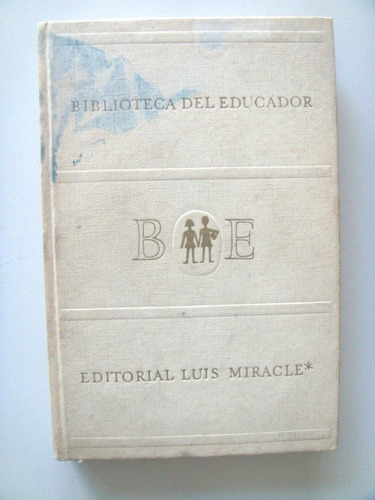 BIBLIOTECA DEL EDUCADOR
B E
EDITORIAL LUIS MIRACLE*